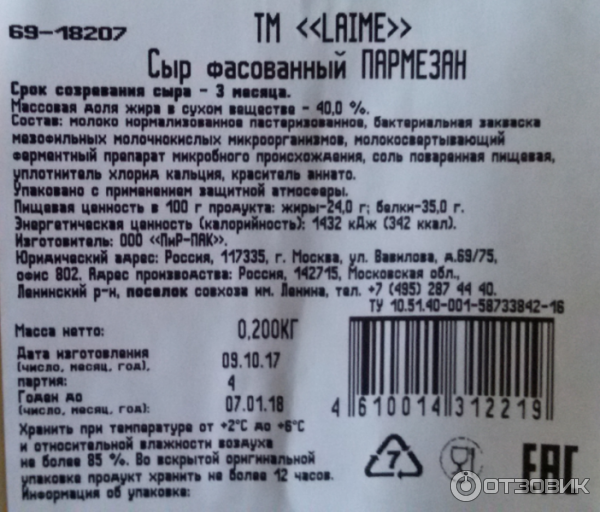 69-18207
ТМ <<LAIME>>
Сыр фасованный ПАРМЕЗАН
Срок созревания сыра - 3 месяца.
Массовая доля жира в сухом веществе - 40,0 %.
Состав: молоко нормализованное пастеризованное, бактериальная закваска
мезофильных молочнокислых микроорганизмов, молокосвертывающий
ферментный препарат микробного происхождения, соль поваренная пищевая,
уплотнитель хлорид кальция, краситель аннато.
Упаковано с применением защитной атмосферы.
Пищевая ценность в 100 г продукта: жиры-24,0 г; белки-35,0 г.
Энергетическая ценность (калорийность): 1432 кДж (342 ккал).
Изготовитель: ООО «ПиР-ПАК».
Юридический адрес: Россия, 117335, г. Москва, ул. Вавилова, д.69/75,
офис 802. Адрес производства: Россия, 142715, Московская обл.,
Ленинский р-н, поселок совхоза им. Ленина, тел. +7 (495) 287 44 40.
ТУ 10.51.40-001-58733842-16
Масса нетто: 0,200КГ
Дата изготовления
(число, месяц, год), 09.10.17
партия: 4
Годен до
(число, месяц, год): 07.01.18
4 610014 312219
Хранить при температуре от +2°С до +6°С
и относительной влажности воздуха
не более 85 %. Во вскрытой оригинальной
упаковке продукт хранить не более 12 часов.
Информация об упаковке:
7
EAC
ОТЗОВИК